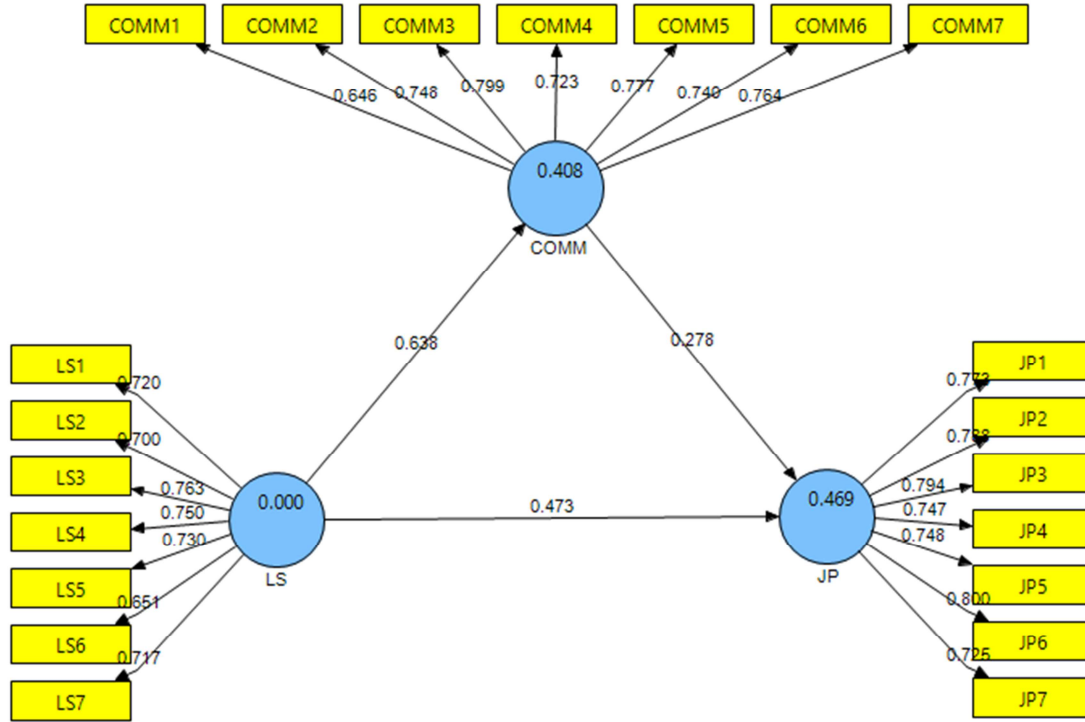 COMM1 COMM2 COMM3 COMM4 COMM5 COMM6 COMM7
0.646 0.748 0.799 0.723 0.777 0.740 0.764
0.408
COMM
0.638 0.278
LS1 0.720
LS2 0.700
LS3 0.763
LS4 0.750
LS5 0.730
LS6 0.651
LS7 0.717
0.000
LS
0.473
0.469
JP
JP1 0.773
JP2
JP3 0.794
JP4 0.747
JP5 0.748
JP6 0.800
JP7 0.725